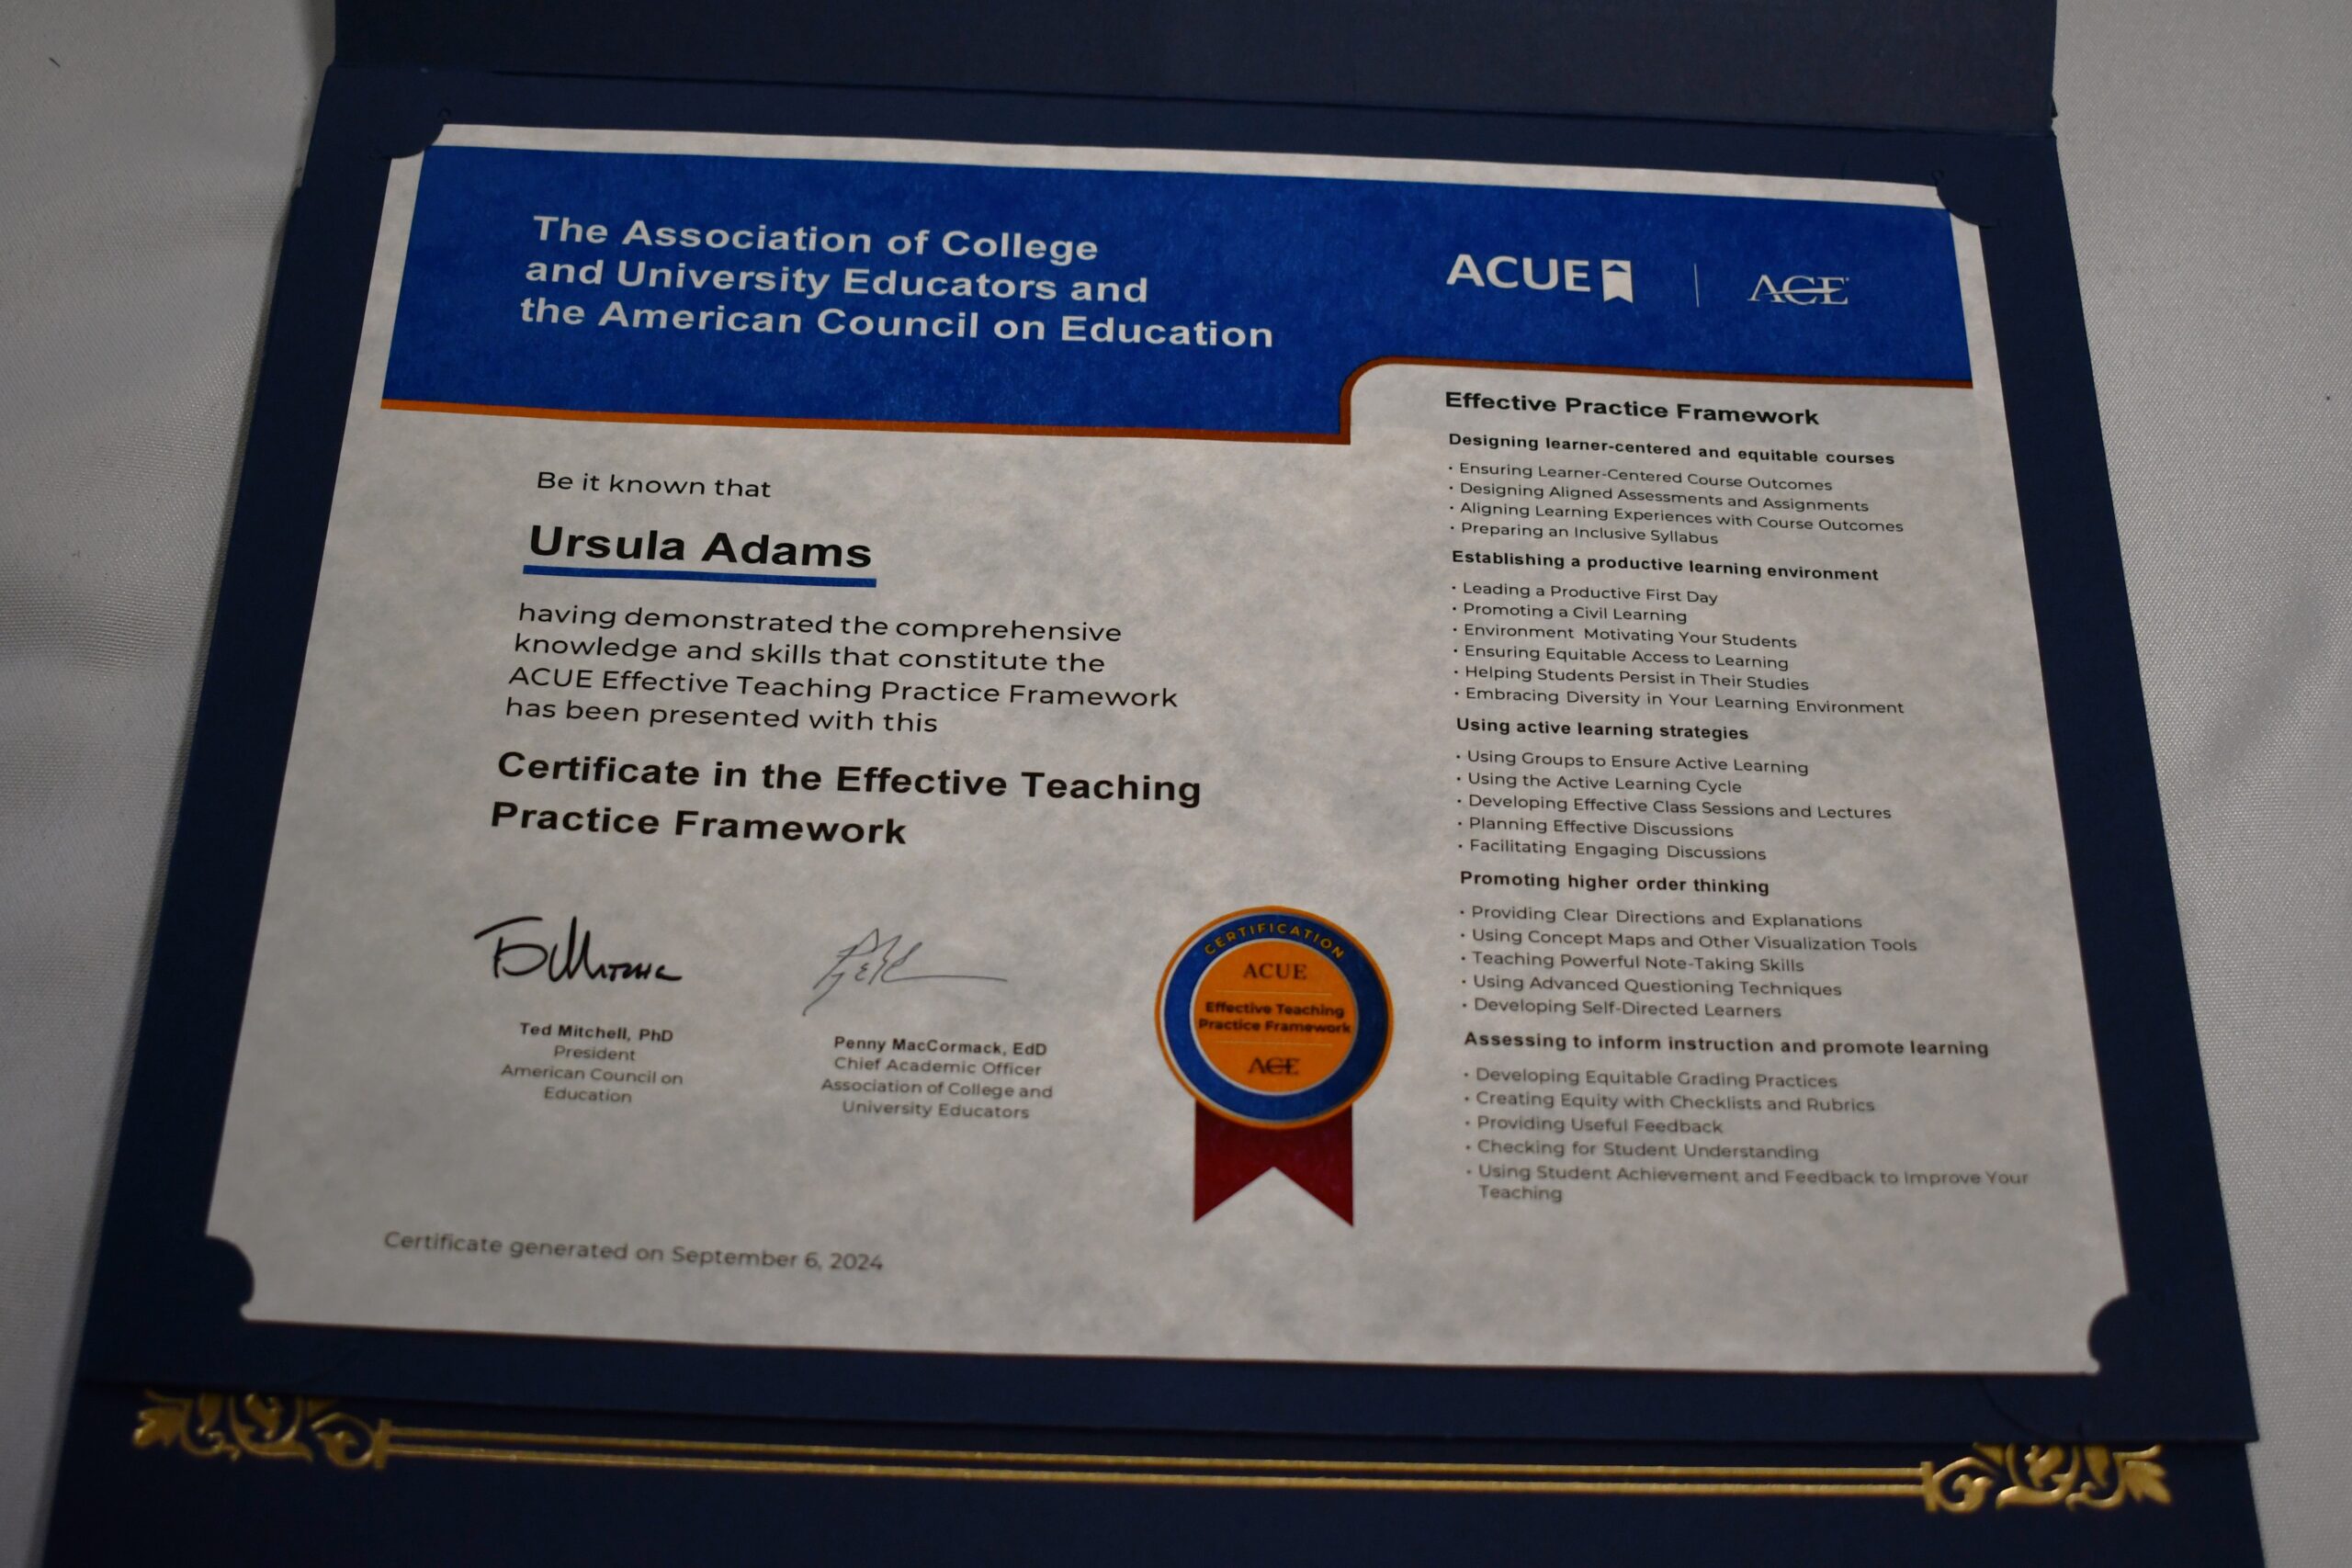 The Association of College
and University Educators and
the American Council on Education
ACUE
ACE
Be it known that
Ursula Adams
having demonstrated the comprehensive
knowledge and skills that constitute the
ACUE Effective Teaching Practice Framework
has been presented with this
Certificate in the Effective Teaching
Practice Framework
Ted Mitchell, PhD
President
American Council on
Education
Penny MacCormack, EdD
Chief Academic Officer
Association of College and
University Educators
CERTIFICATION
ACUE
Effective Teaching
Practice Framework
ACE
Certificate generated on September 6, 2024
Effective Practice Framework
Designing learner-centered and equitable courses
• Ensuring Learner-Centered Course Outcomes
• Designing Aligned Assessments and Assignments
• Aligning Learning Experiences with Course Outcomes
• Preparing an Inclusive Syllabus
Establishing a productive learning environment
• Leading a Productive First Day
• Promoting a Civil Learning
• Environment Motivating Your Students
• Ensuring Equitable Access to Learning
• Helping Students Persist in Their Studies
• Embracing Diversity in Your Learning Environment
Using active learning strategies
• Using Groups to Ensure Active Learning
• Using the Active Learning Cycle
• Developing Effective Class Sessions and Lectures
• Planning Effective Discussions
• Facilitating Engaging Discussions
Promoting higher order thinking
• Providing Clear Directions and Explanations
• Using Concept Maps and Other Visualization Tools
• Teaching Powerful Note-Taking Skills
• Using Advanced Questioning Techniques
• Developing Self-Directed Learners
Assessing to inform instruction and promote learning
• Developing Equitable Grading Practices
• Creating Equity with Checklists and Rubrics
• Providing Useful Feedback
• Checking for Student Understanding
• Using Student Achievement and Feedback to Improve Your
Teaching